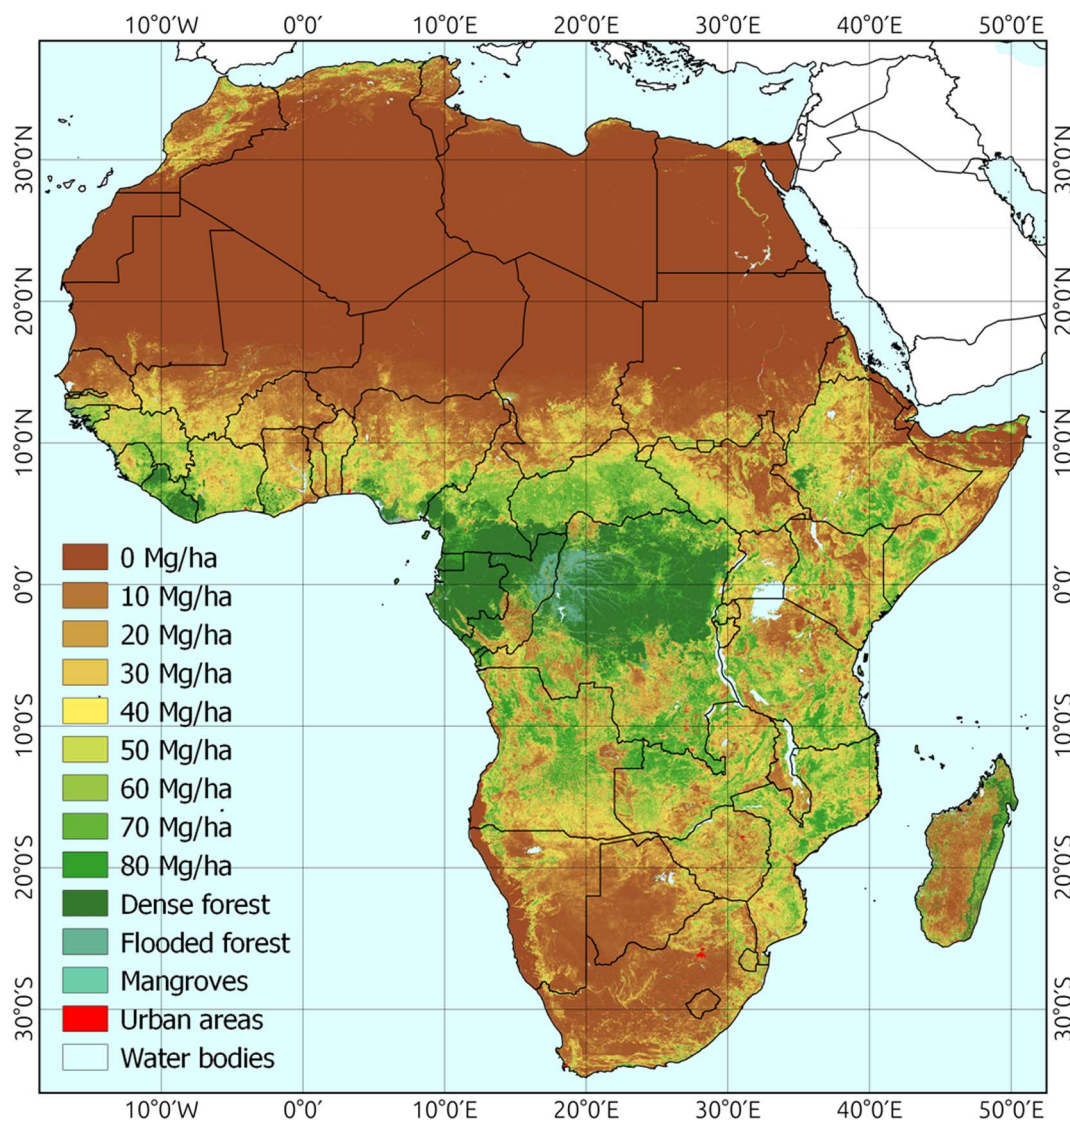 10°0′W 0°0′ 10°0′E 20°0′E 30°0′E 40°0′E 50°0′E
30°0′N 30°0′N
20°0′N 20°0′N
10°0′N 10°0′N
0°0′ 0°0′
10°0′S 10°0′S
20°0′S 20°0′S
30°0′S 30°0′S
0 Mg/ha
10 Mg/ha
20 Mg/ha
30 Mg/ha
40 Mg/ha
50 Mg/ha
60 Mg/ha
70 Mg/ha
80 Mg/ha
Dense forest
Flooded forest
Mangroves
Urban areas
Water bodies
10°0′W 0°0′ 10°0′E 20°0′E 30°0′E 40°0′E 50°0′E